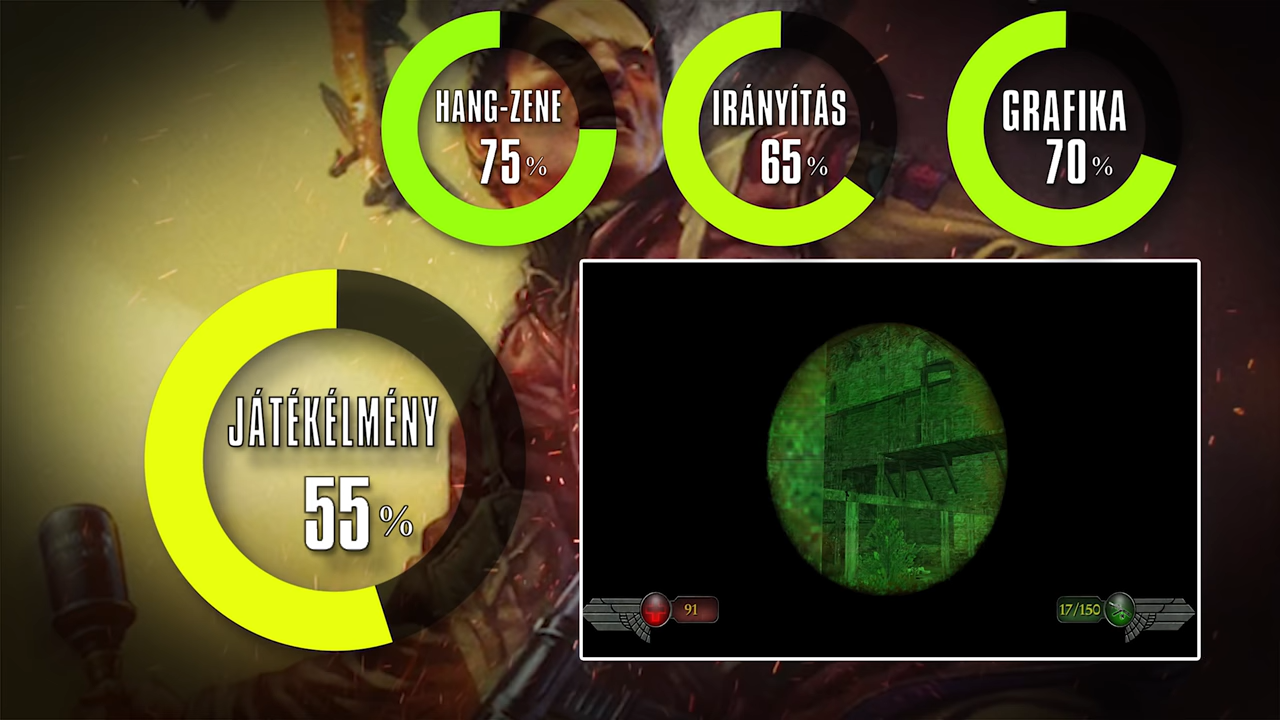 HANG-ZENE
75%
IRÁNYÍTÁS
65%
GRAFIKA
70%
JÁTÉKÉLMÉNY
55%
91
17/150